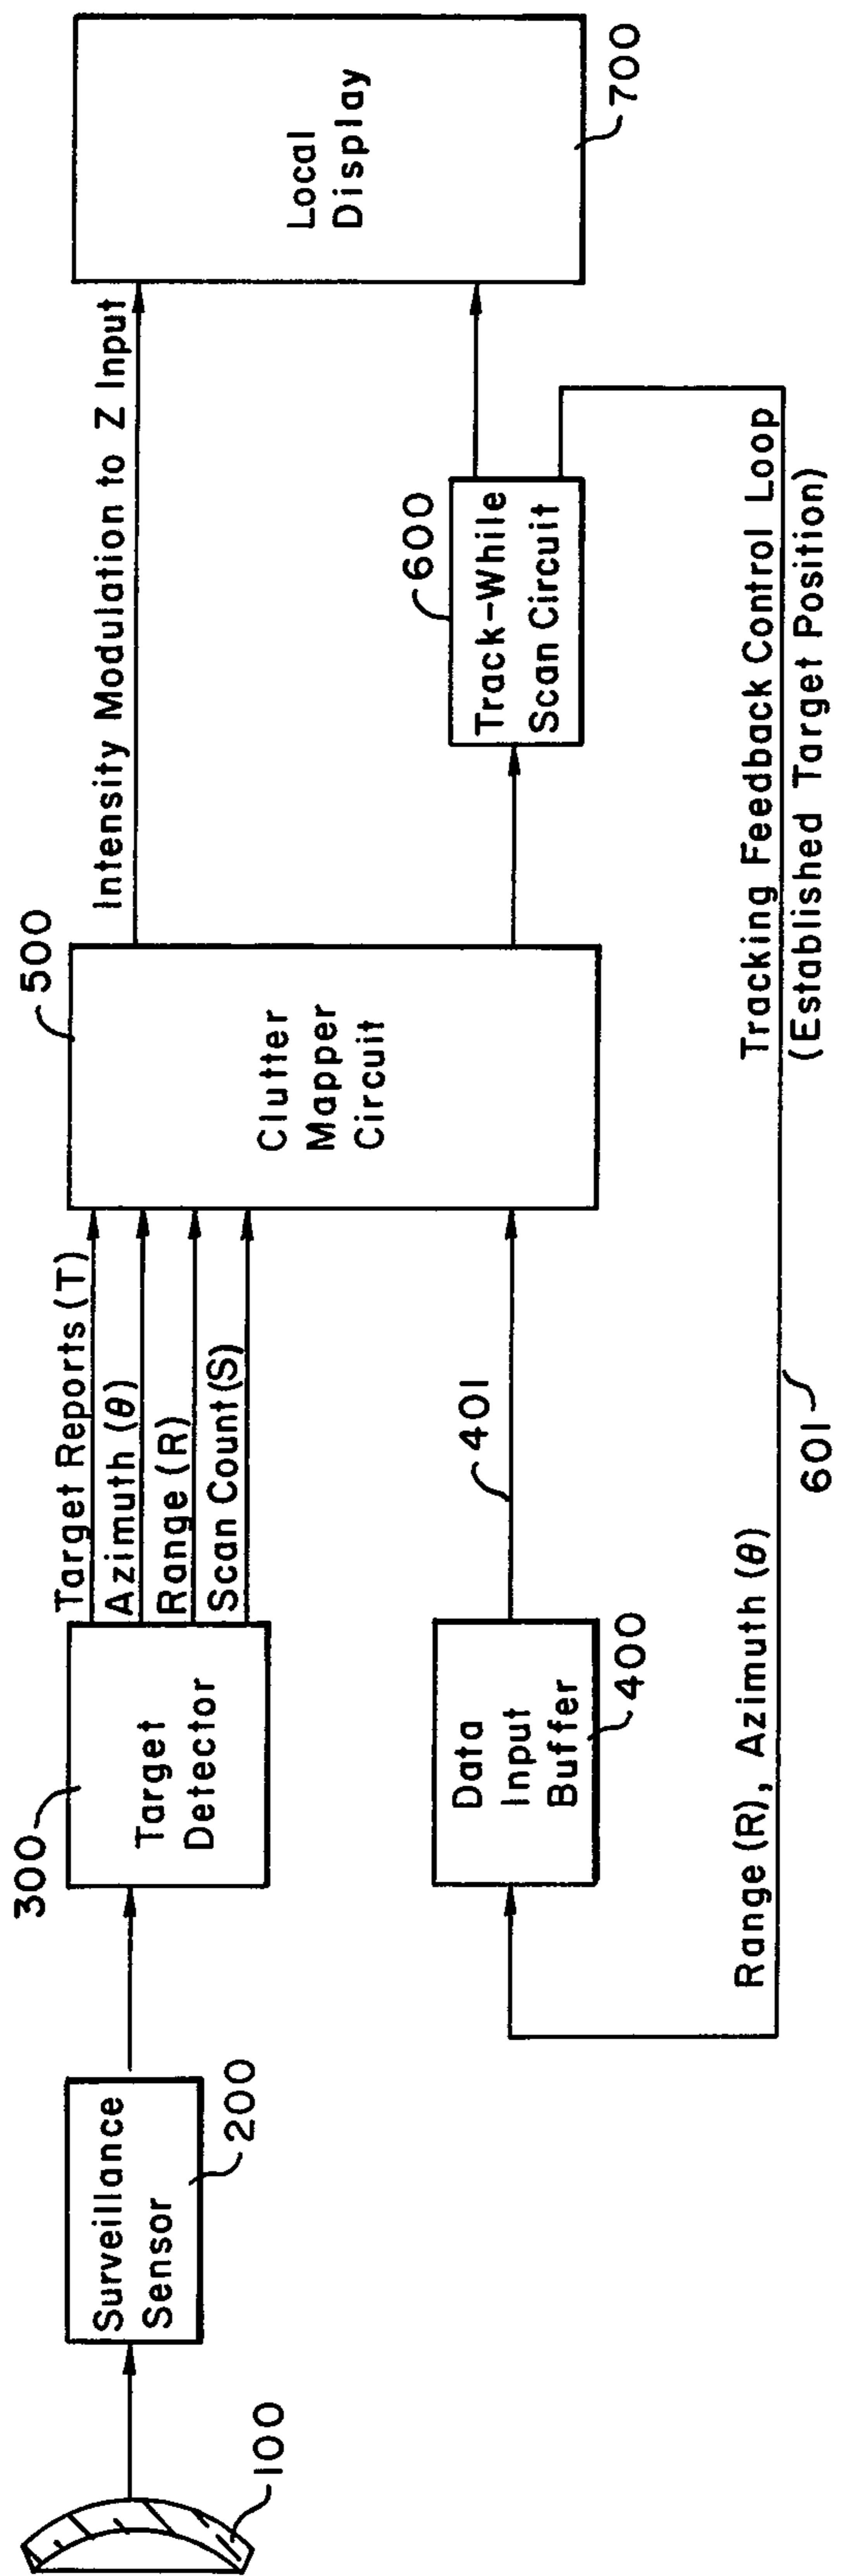 100
Surveillance
Sensor
200
300
Target
Detector
Target Reports (T)
Azimuth (θ)
Range (R)
Scan Count (S)
Data
Input
Buffer
400
401
500
Clutter
Mapper
Circuit
Intensity Modulation to Z Input
600
Track-While
Scan Circuit
Local
Display
700
Range (R), Azimuth (θ)
601
Tracking Feedback Control Loop
(Established Target Position)